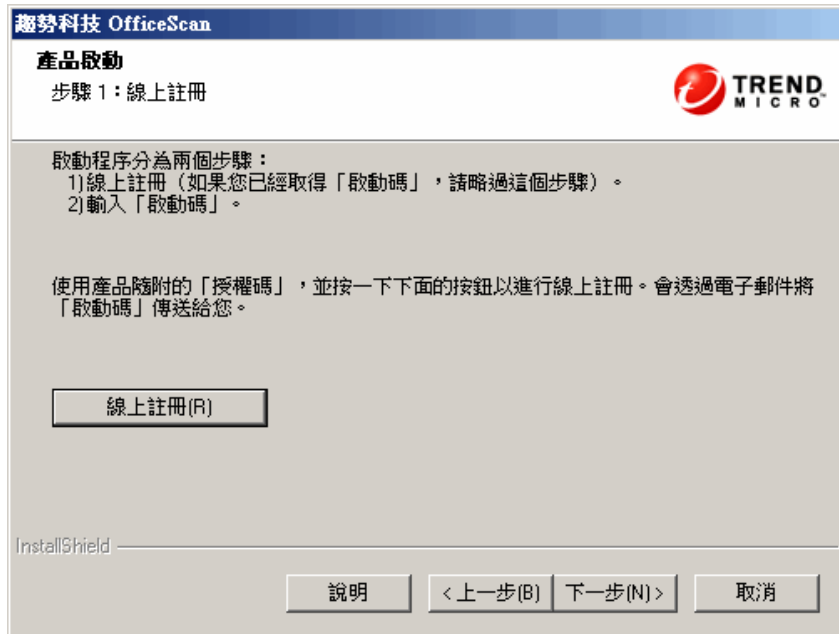 趨勢科技 OfficeScan
產品啟動
步驟 1：線上註冊
TREND
MICRO
啟動程序分為兩個步驟：
1)線上註冊（如果您已經取得「啟動碼」，請略過這個步驟）。
2)輸入「啟動碼」。
使用產品隨附的「授權碼」，並按一下下面的按鈕以進行線上註冊。會透過電子郵件將
「啟動碼」傳送給您。
線上註冊(R)
InstallShield
說明
< 上一步(B)
下一步(N) >
取消